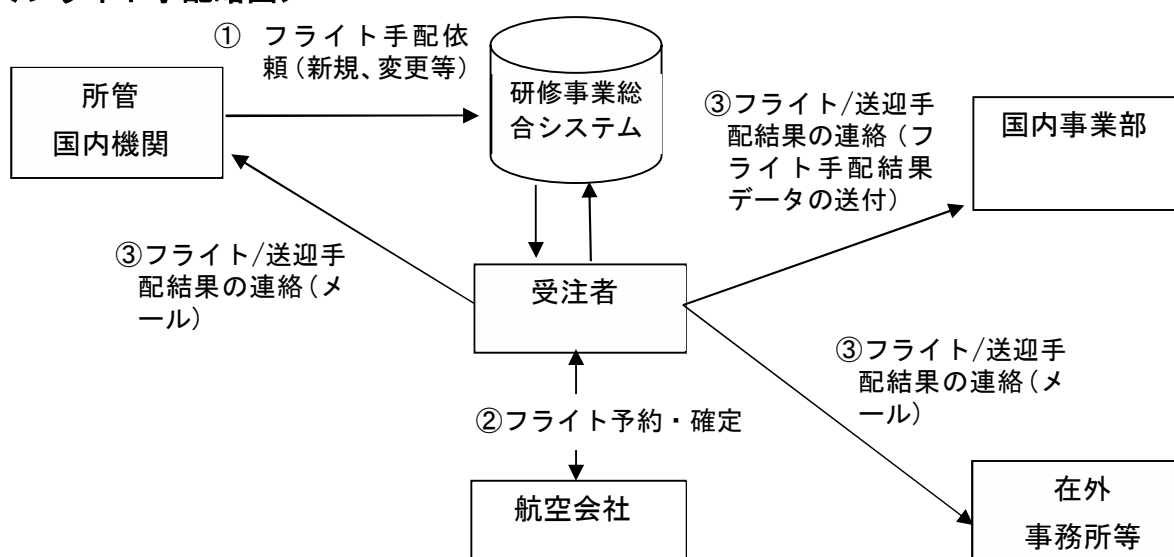 ① フライト手配依
頼（新規、変更等）
所管
国内機関
研修事業総
合システム
③フライト/送迎手
配結果の連絡（フ
ライト手配結果
データの送付）
国内事業部
③フライト/送迎手
配結果の連絡（メ
ール）
受注者
③フライト/送迎手
配結果の連絡（メ
ール）
②フライト予約・確定
航空会社
在外
事務所等